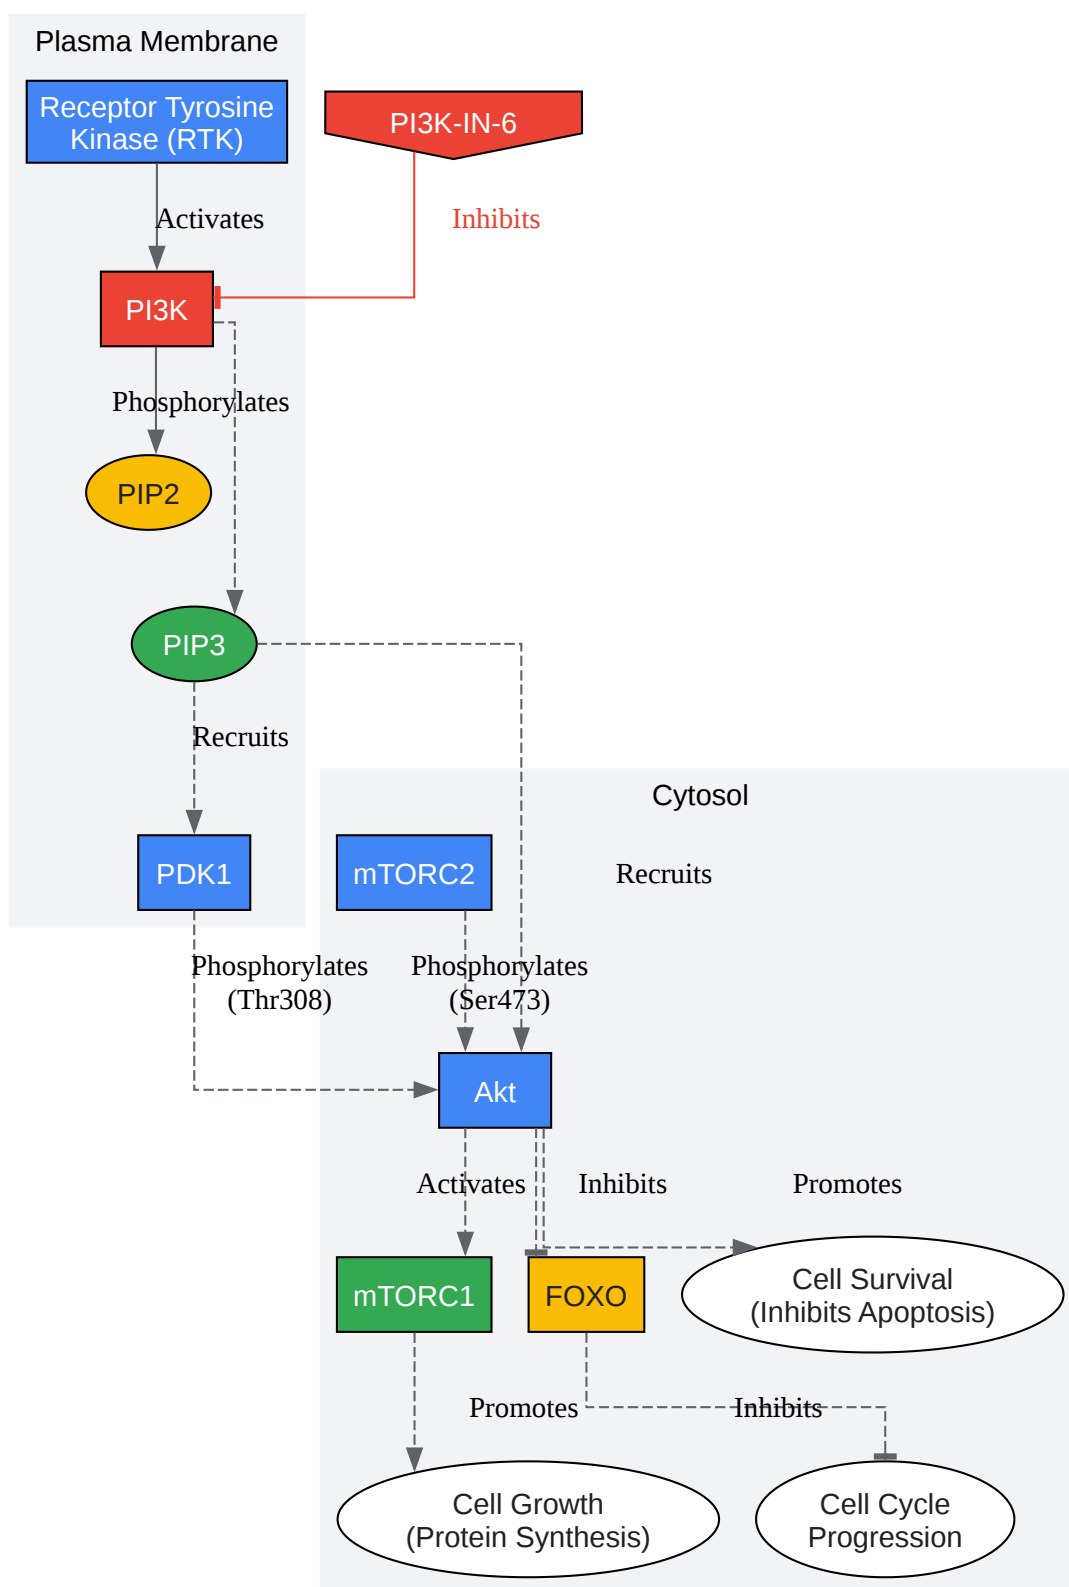 Plasma Membrane
Receptor Tyrosine
Kinase (RTK)
PI3K-IN-6
Activates
Inhibits
PI3K
Phosphorylates
PIP2
PIP3
Recruits
Cytosol
PDK1
mTORC2
Recruits
Phosphorylates
(Thr308)
Phosphorylates
(Ser473)
Akt
Activates
Inhibits
Promotes
mTORC1
FOXO
Cell Survival
(Inhibits Apoptosis)
Promotes
Inhibits
Cell Growth
(Protein Synthesis)
Cell Cycle
Progression